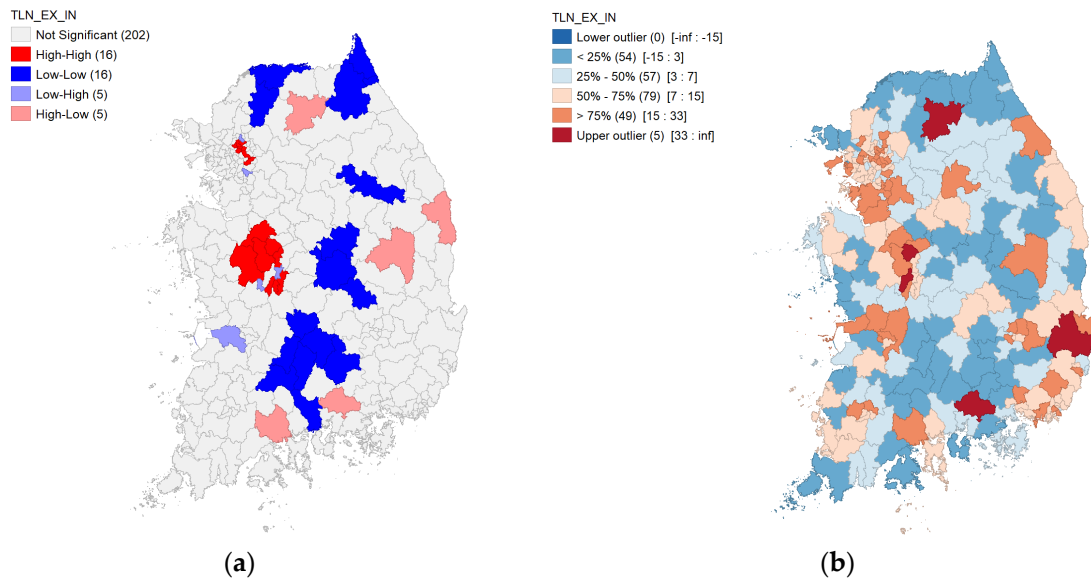 TLN_EX_IN
Not Significant (202)
High-High (16)
Low-Low (16)
Low-High (5)
High-Low (5)
(a)
TLN_EX_IN
Lower outlier (0) [-inf : -15]
< 25% (54) [-15 : 3]
25% - 50% (57) [3 : 7]
50% - 75% (79) [7 : 15]
> 75% (49) [15 : 33]
Upper outlier (5) [33 : inf]
(b)